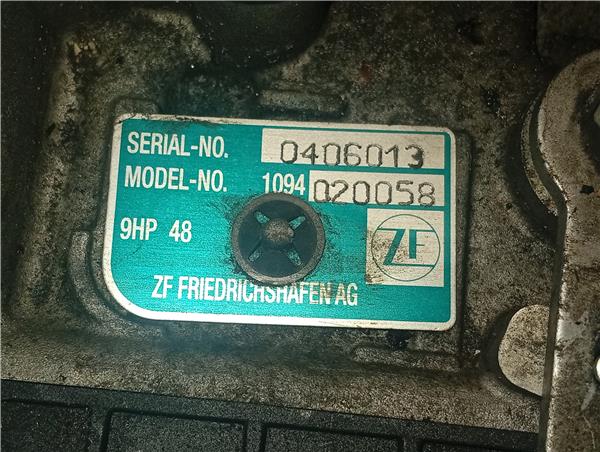 SERIAL-NO. 0406013
MODEL-NO. 1094 020058
9HP 48
ZF
ZF FRIEDRICHSHAFEN AG